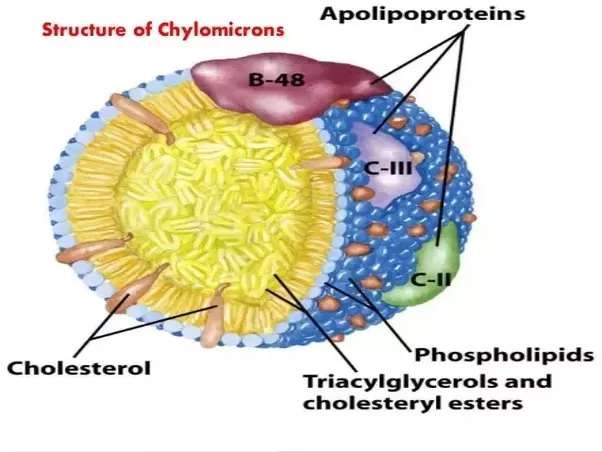 Structure of Chylomicrons
Apolipoproteins
B-48
C-III
C-II
Phospholipids
Cholesterol
Triacylglycerols and
cholesteryl esters